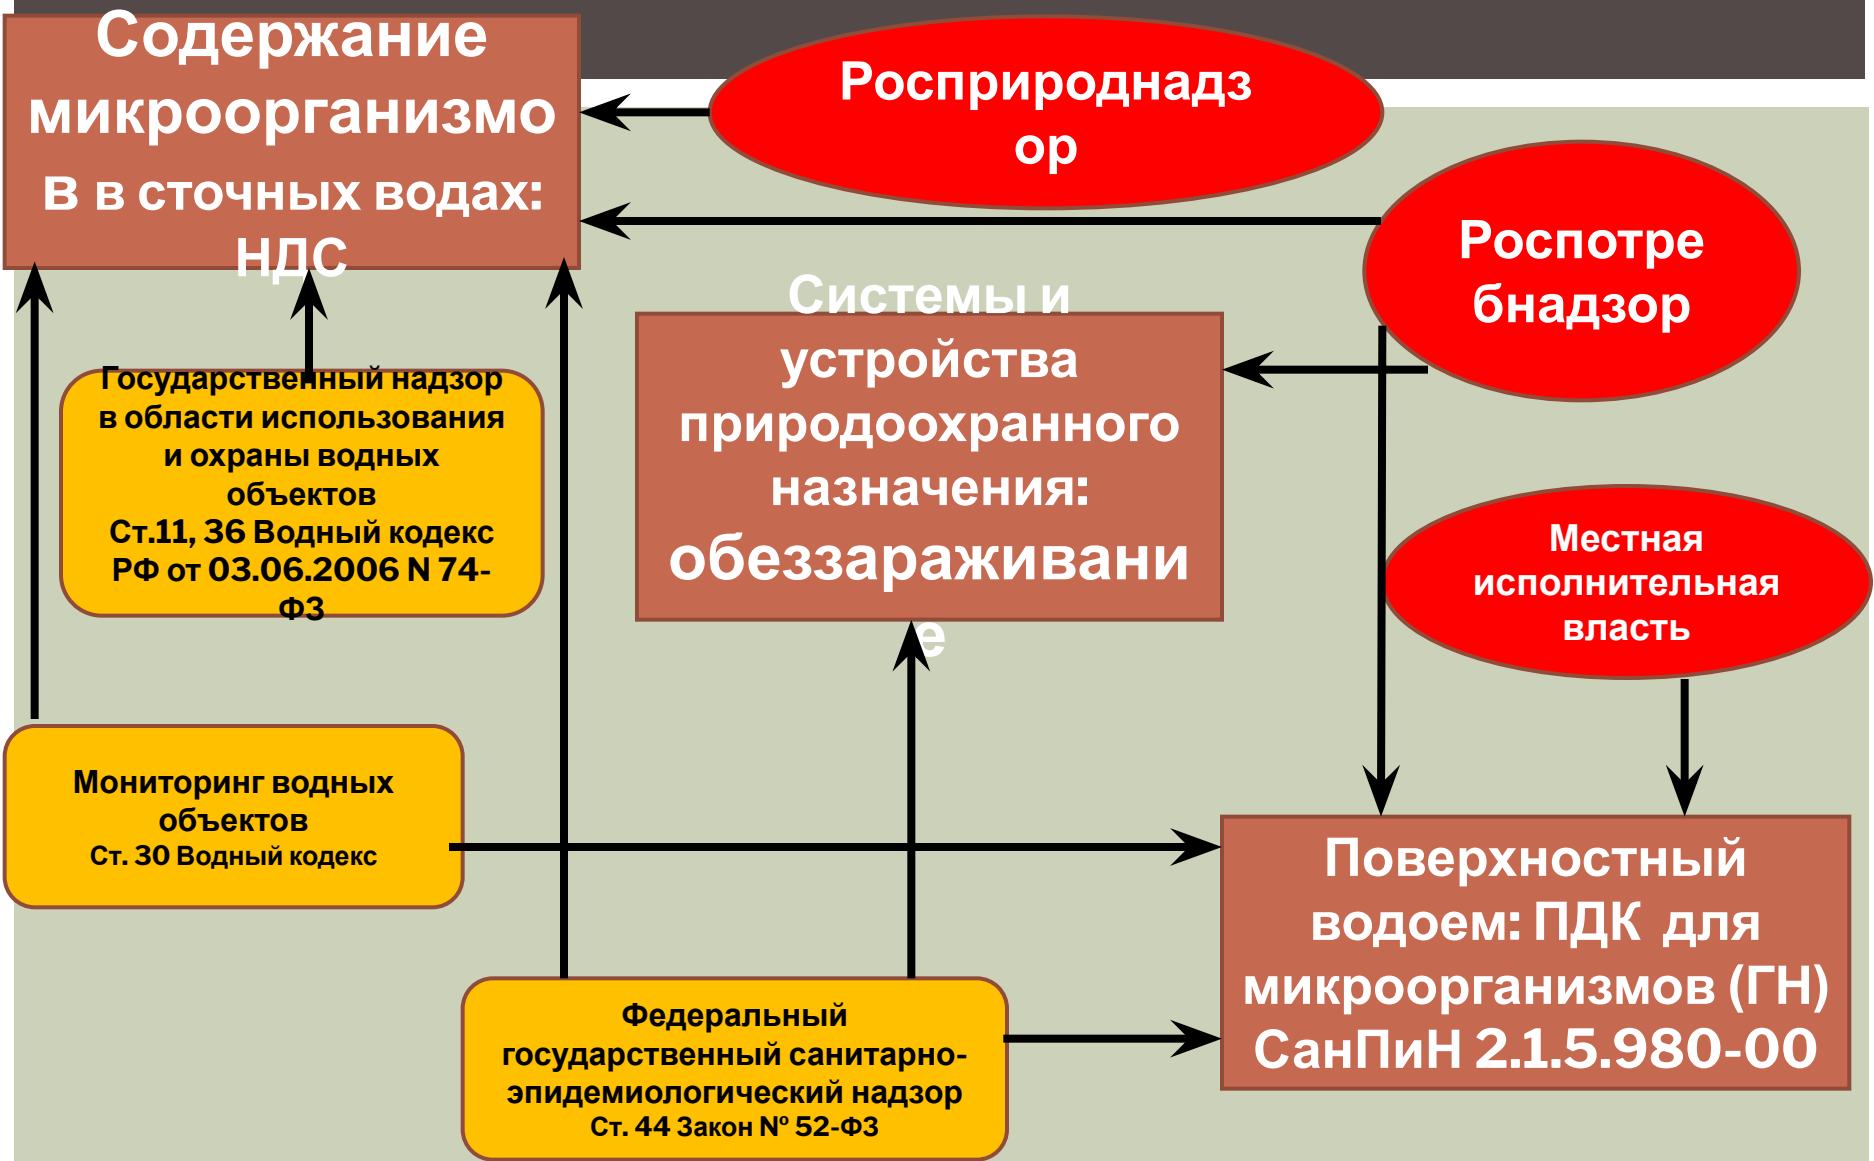 Содержание
микроорганизмо
в в сточных водах:
НДС
Росприроднадз
ор
Роспотре
бнадзор
Системы и
устройства
природоохранного
назначения:
обеззараживани
е
Государственный надзор
в области использования
и охраны водных
объектов
Ст.11, 36 Водный кодекс
РФ от 03.06.2006 N 74-
ФЗ
Местная
исполнительная
власть
Мониторинг водных
объектов
Ст. 30 Водный кодекс
Поверхностный
водоем: ПДК для
микроорганизмов (ГН)
СанПиН 2.1.5.980-00
Федеральный
государственный санитарно-
эпидемиологический надзор
Ст. 44 Закон № 52-ФЗ